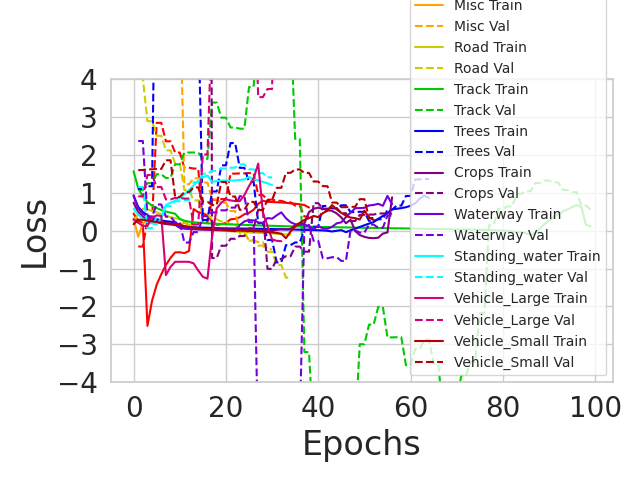 Misc Train
Misc Val
Road Train
Road Val
Track Train
Track Val
Trees Train
Trees Val
Crops Train
Crops Val
Waterway Train
Waterway Val
Standing_water Train
Standing_water Val
Vehicle_Large Train
Vehicle_Large Val
Vehicle_Small Train
Vehicle_Small Val
4
3
2
1
0
−1
−2
−3
−4
Loss
0 20 40 60 80 100
Epochs